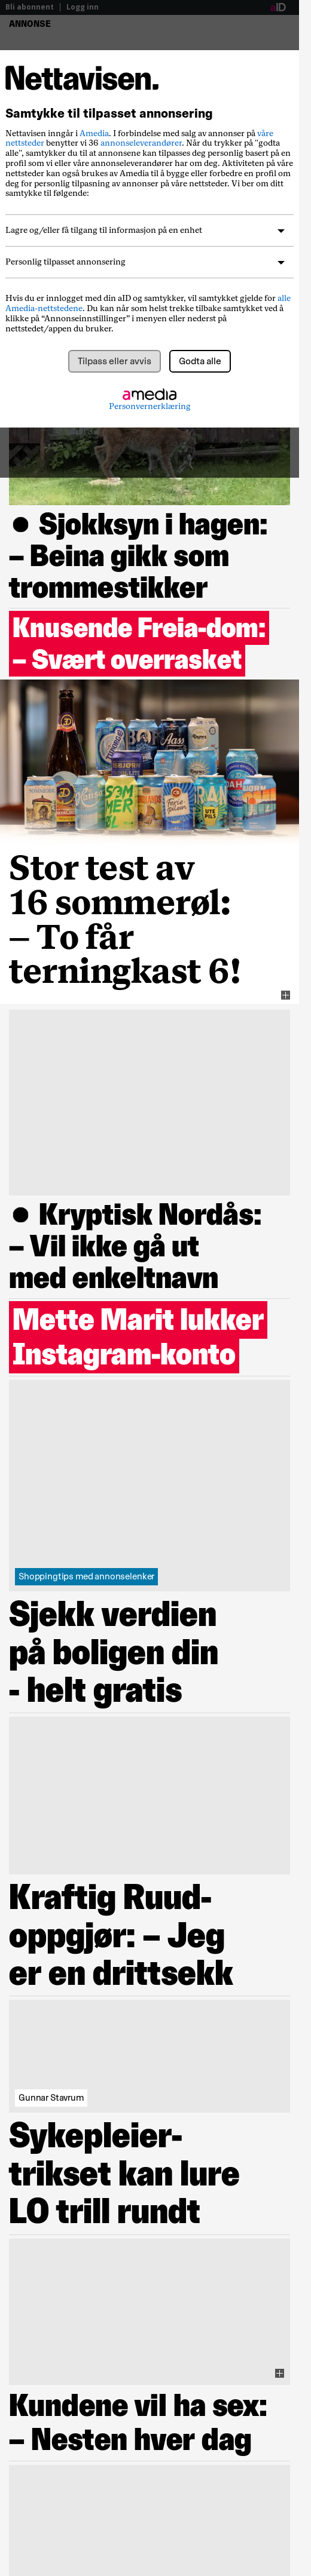 Bli abonnent | Logg inn aID
ANNONSE
Nettavisen.
Samtykke til tilpasset annonsering
Nettavisen inngår i Amedia. I forbindelse med salg av annonser på våre
nettsteder benytter vi 36 annonseleverandører. Når du trykker på "godta
alle", samtykker du til at annonsene kan tilpasses deg personlig basert på en
profil som vi eller våre annonseleverandører har om deg. Aktiviteten på våre
nettsteder kan også brukes av Amedia til å bygge eller forbedre en profil om
deg for personlig tilpasning av annonser på våre nettsteder. Vi ber om ditt
samtykke til følgende:
Lagre og/eller få tilgang til informasjon på en enhet
Personlig tilpasset annonsering
Hvis du er innlogget med din aID og samtykker, vil samtykket gjelde for alle
Amedia-nettstedene. Du kan når som helst trekke tilbake samtykket ved å
klikke på “Annonseinnstillinger” i menyen eller nederst på
nettstedet/appen du bruker.
Tilpass eller avvis
Godta alle
amedia
Personvernerklæring
● Sjokksyn i hagen:
– Beina gikk som
trommestikker
Knusende Freia-dom:
– Svært overrasket
Stor test av
16 sommerøl:
– To får
terningkast 6!
● Kryptisk Nordås:
– Vil ikke gå ut
med enkeltnavn
Mette Marit lukker
Instagram-konto
Shoppingtips med annonselenker
Sjekk verdien
på boligen din
- helt gratis
Kraftig Ruud-
oppgjør: – Jeg
er en drittsekk
Gunnar Stavrum
Sykepleier-
trikset kan lure
LO trill rundt
Kundene vil ha sex:
– Nesten hver dag